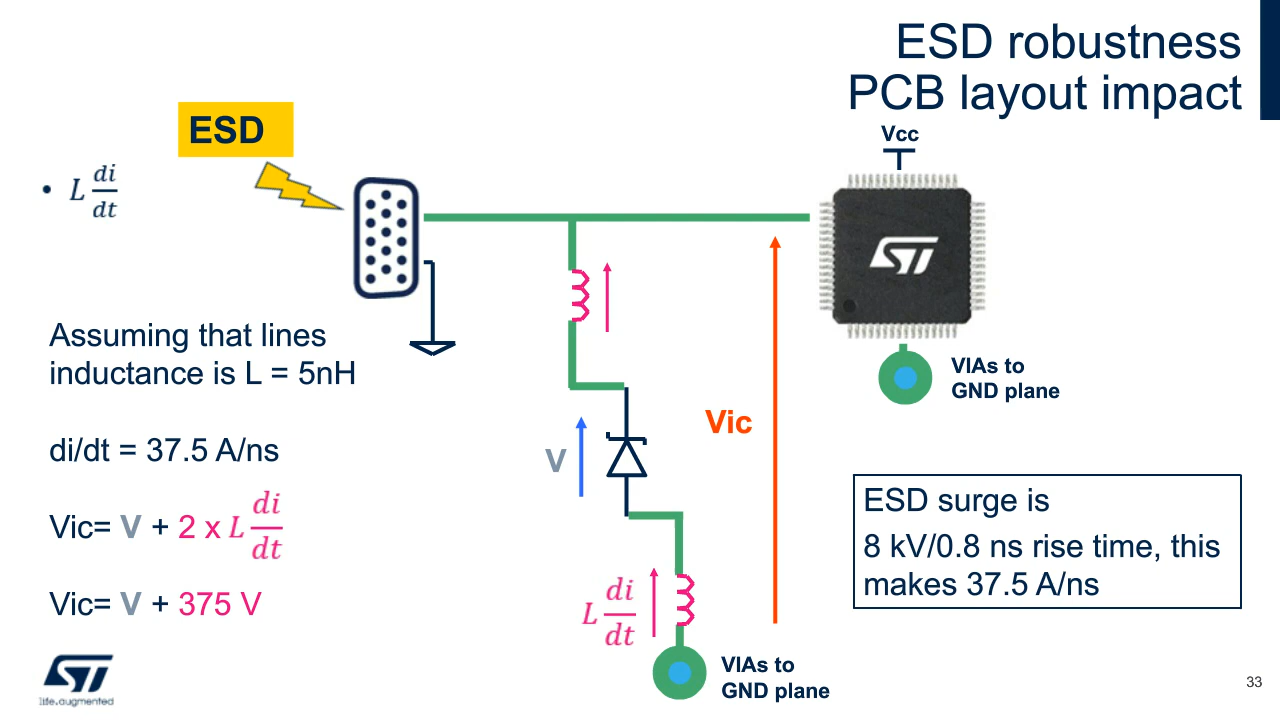 ESD robustness
PCB layout impact
ESD
• L di/dt
Vcc
ST
VIAs to
GND plane
Assuming that lines
inductance is L = 5nH
di/dt = 37.5 A/ns
Vic= V + 2 x L di/dt
Vic= V + 375 V
V
Vic
L di/dt
VIAs to
GND plane
ESD surge is
8 kV/0.8 ns rise time, this
makes 37.5 A/ns
ST
life.augmented
33